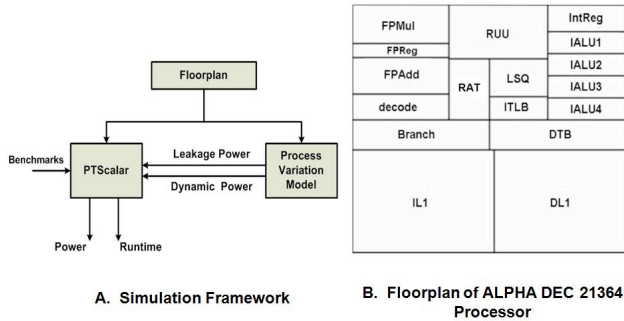 Floorplan
Benchmarks
PTScalar
Leakage Power
Dynamic Power
Process
Variation
Model
Power
Runtime
A. Simulation Framework
FPMul
FPReg
FPAdd
decode
RUU
RAT
LSQ
ITLB
IntReg
IALU1
IALU2
IALU3
IALU4
Branch
DTB
IL1
DL1
B. Floorplan of ALPHA DEC 21364
Processor